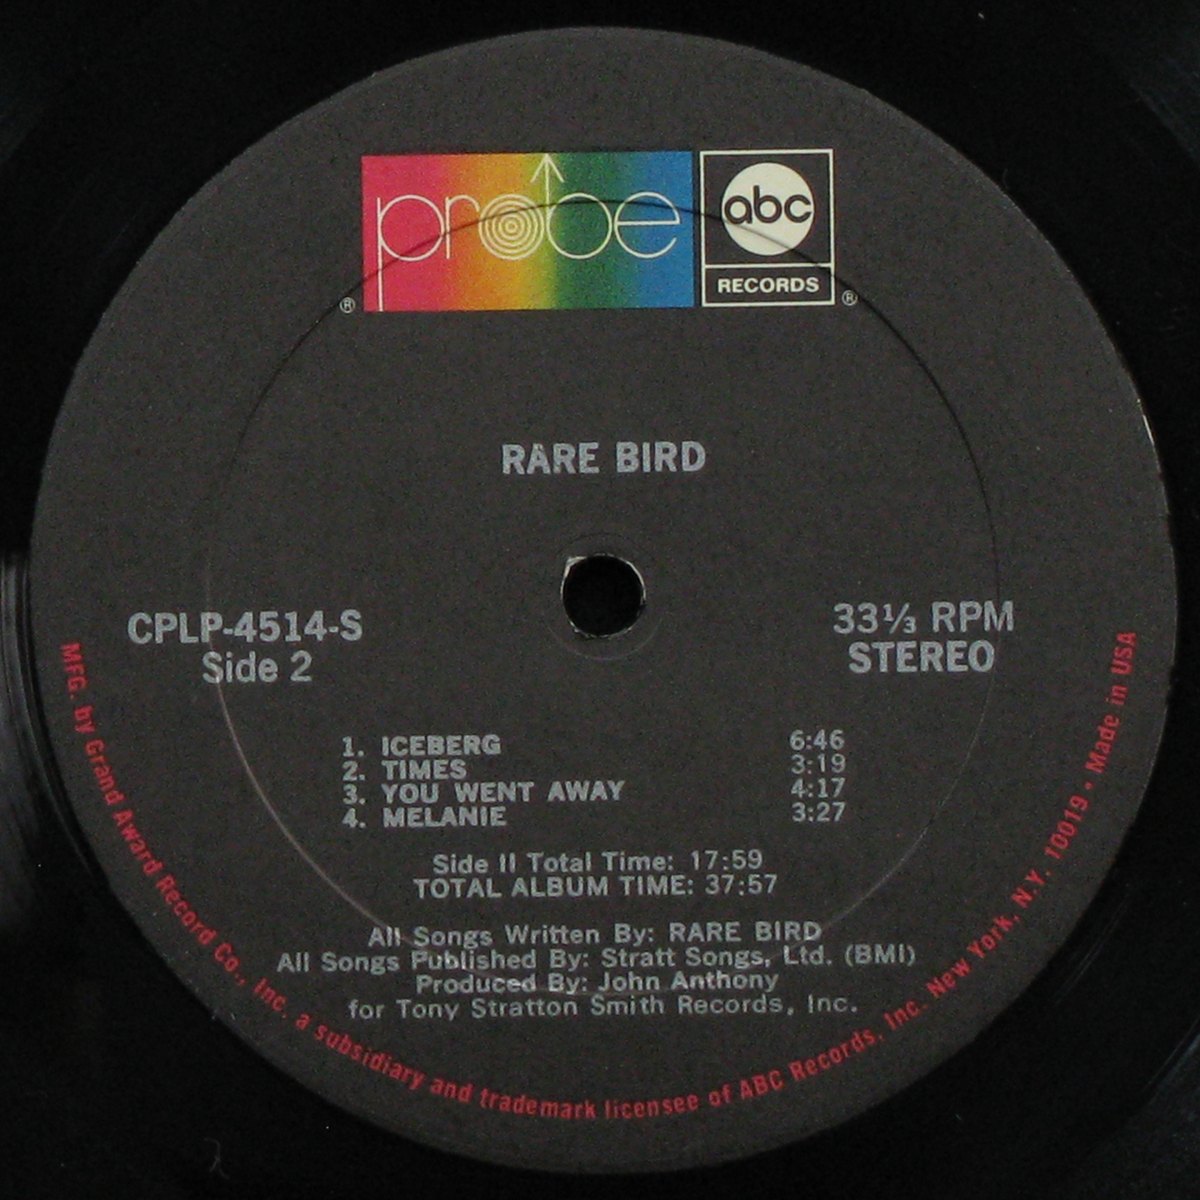 probe
abc
RECORDS
® ®
RARE BIRD
CPLP-4514-S
Side 2
33⅓ RPM
STEREO
1. ICEBERG 6:46
2. TIMES 3:19
3. YOU WENT AWAY 4:17
4. MELANIE 3:27
Side II Total Time: 17:59
TOTAL ALBUM TIME: 37:57
All Songs Written By: RARE BIRD
All Songs Published By: Stratt Songs, Ltd. (BMI)
Produced By: John Anthony
for Tony Stratton Smith Records, Inc.
MFG. by Grand Award Record Co., Inc. a subsidiary and trademark licensee of ABC Records, Inc. New York, N.Y. 10019 • Made in USA